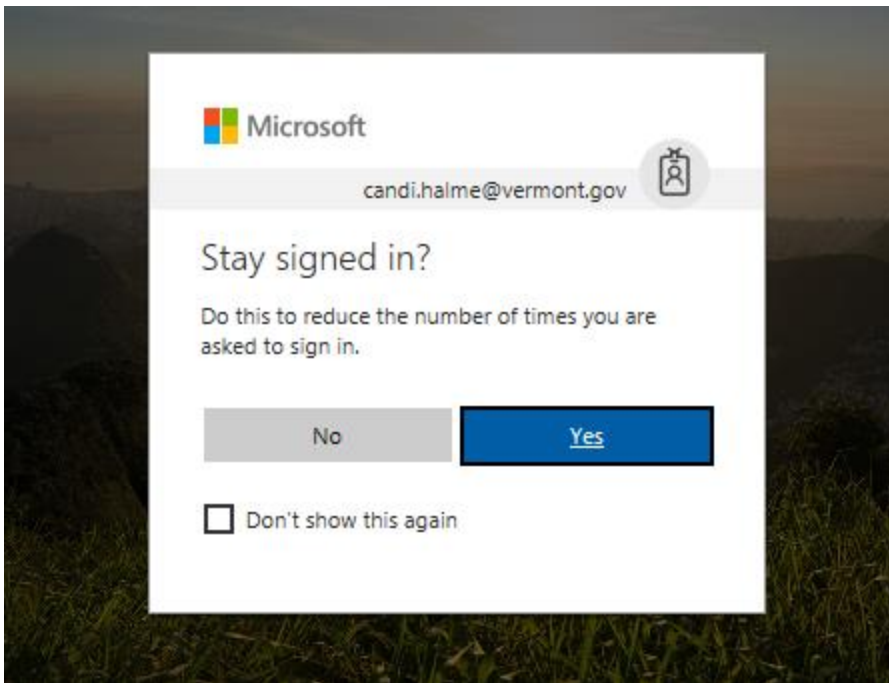 Microsoft
candi.halme@vermont.gov
Stay signed in?
Do this to reduce the number of times you are
asked to sign in.
No
Yes
Don't show this again